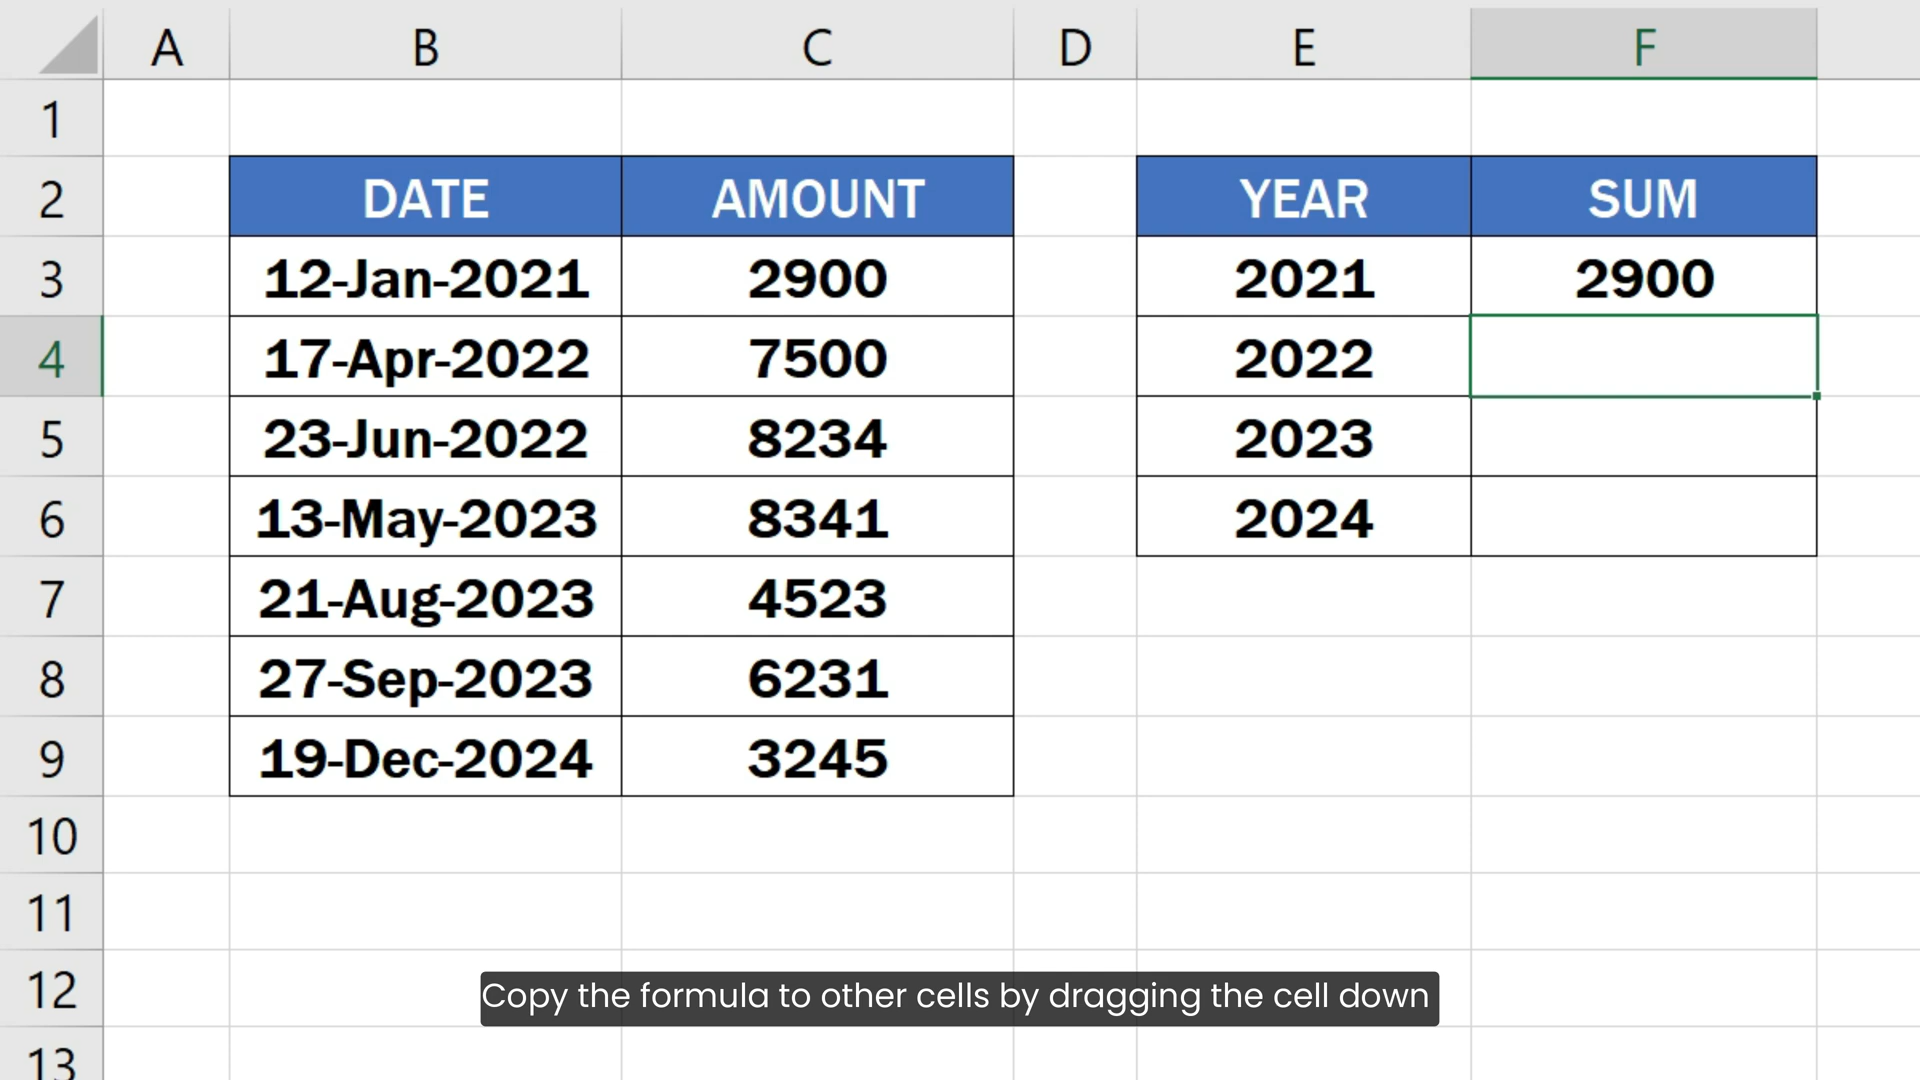 A B C D E F
1
2 DATE AMOUNT YEAR SUM
3 12-Jan-2021 2900 2021 2900
4 17-Apr-2022 7500 2022
5 23-Jun-2022 8234 2023
6 13-May-2023 8341 2024
7 21-Aug-2023 4523
8 27-Sep-2023 6231
9 19-Dec-2024 3245
10
11
12
Copy the formula to other cells by dragging the cell down
13